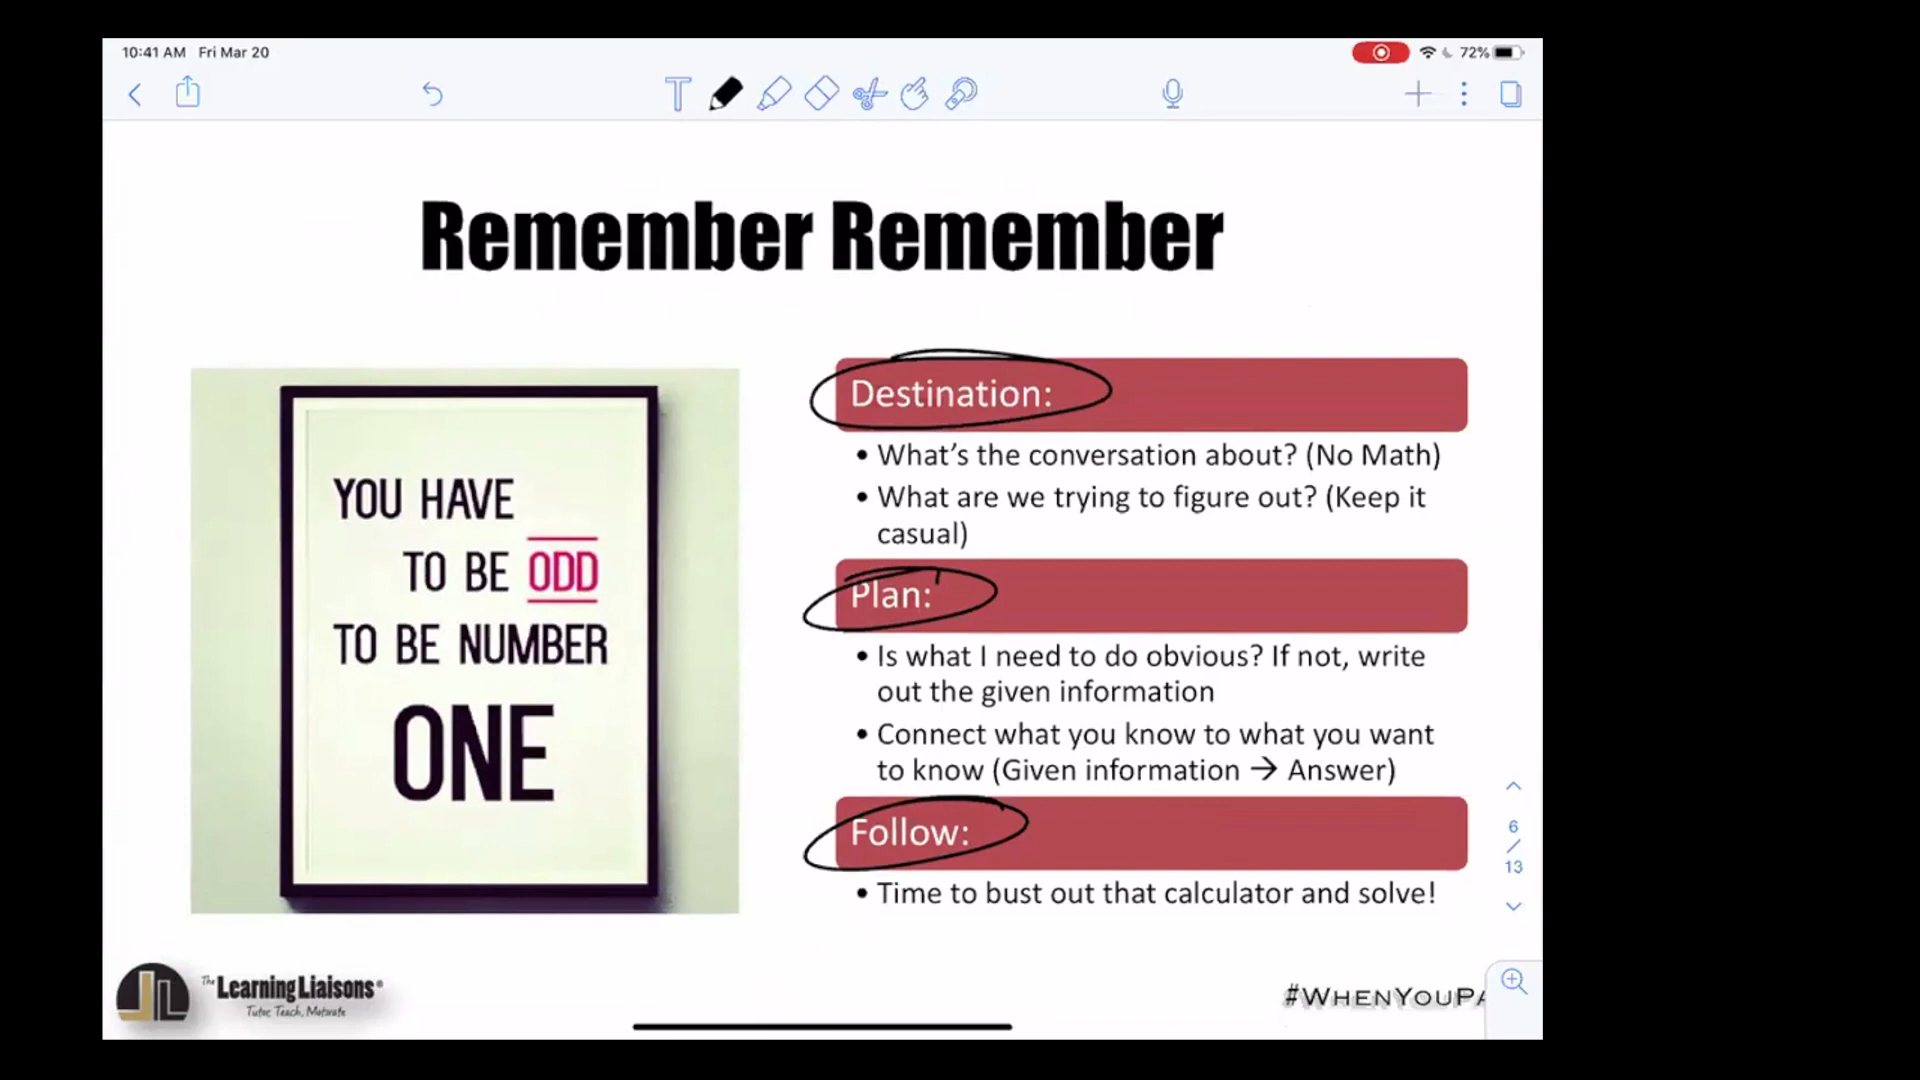 10:41 AM Fri Mar 20
72%
Remember Remember
YOU HAVE
TO BE ODD
TO BE NUMBER
ONE
Destination:
• What's the conversation about? (No Math)
• What are we trying to figure out? (Keep it
casual)
Plan:
• Is what I need to do obvious? If not, write
out the given information
• Connect what you know to what you want
to know (Given information → Answer)
Follow:
• Time to bust out that calculator and solve!
6
/
13
The Learning Liaisons®
Tutor, Teach, Motivate
#WHENYOUPA